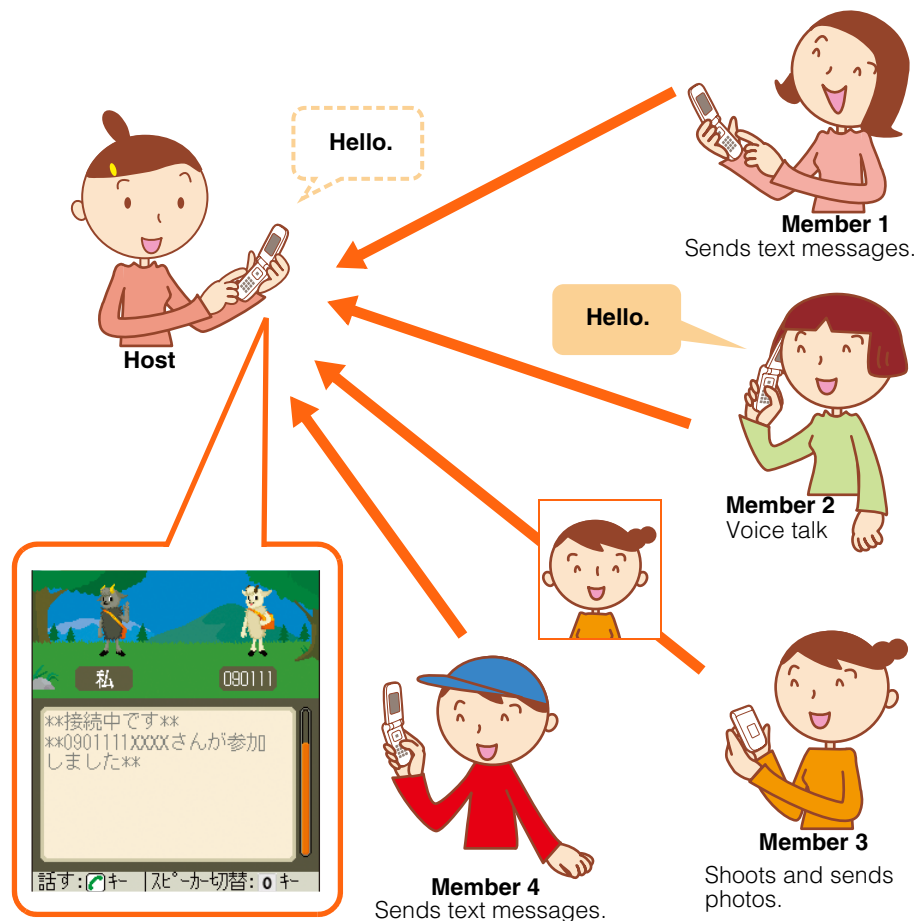 Hello.
Host
Member 1
Sends text messages.
Hello.
Member 2
Voice talk
私
090111
**接続中です**
**0901111XXXXさんが参加
しました**
話す:キー |スピーカー切替:0 キー
Member 4
Sends text messages.
Member 3
Shoots and sends
photos.